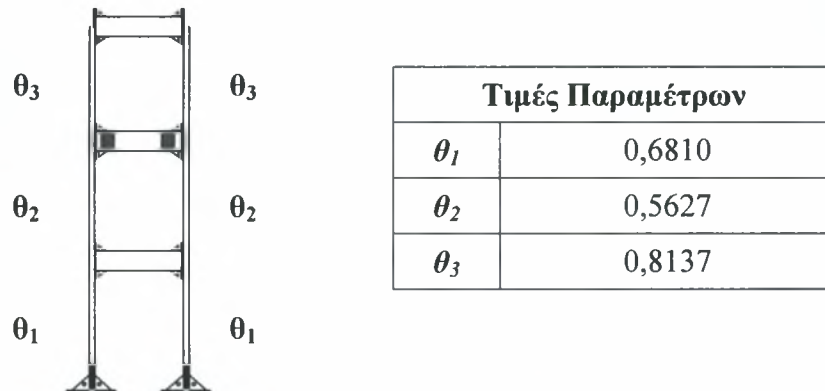 θ3 θ3
θ2 θ2
θ1 θ1
Τιμές Παραμέτρων
θ1 0,6810
θ2 0,5627
θ3 0,8137